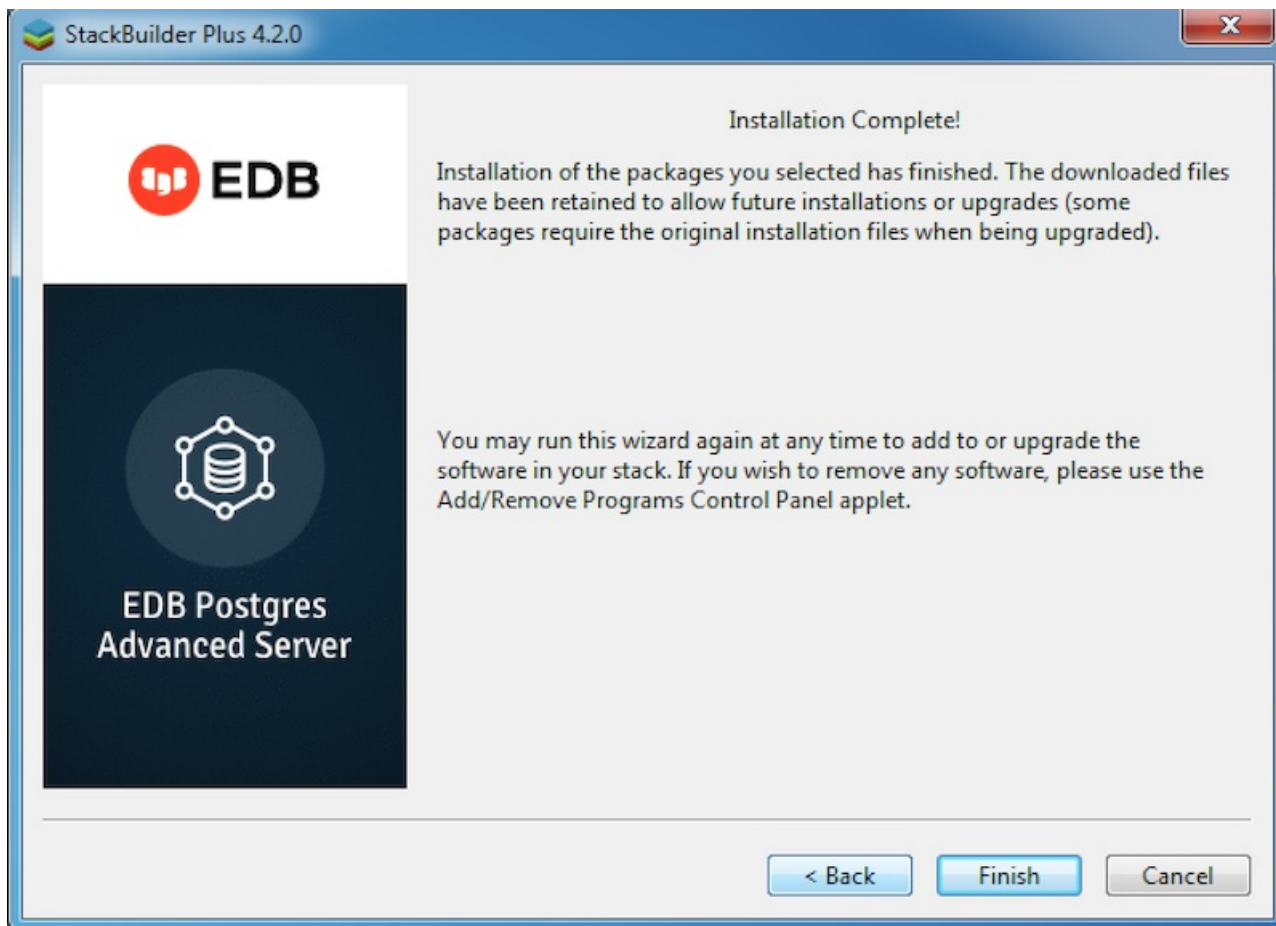 StackBuilder Plus 4.2.0
EDB
Installation Complete!
Installation of the packages you selected has finished. The downloaded files
have been retained to allow future installations or upgrades (some
packages require the original installation files when being upgraded).
You may run this wizard again at any time to add to or upgrade the
software in your stack. If you wish to remove any software, please use the
Add/Remove Programs Control Panel applet.
EDB Postgres
Advanced Server
< Back
Finish
Cancel